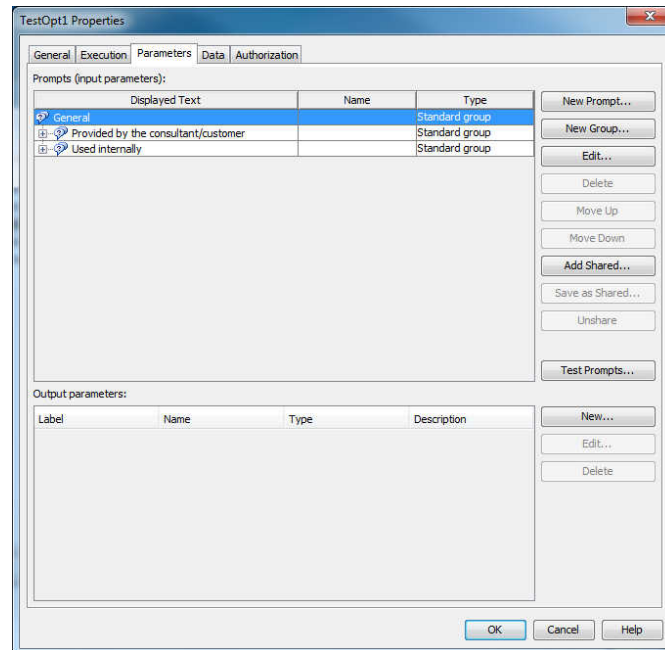 TestOpt1 Properties
General Execution Parameters Data Authorization
Prompts (input parameters):
Displayed Text Name Type
General Standard group
Provided by the consultant/customer Standard group
Used internally Standard group
New Prompt...
New Group...
Edit...
Delete
Move Up
Move Down
Add Shared...
Save as Shared...
Unshare
Test Prompts...
Output parameters:
Label Name Type Description
New...
Edit...
Delete
OK Cancel Help